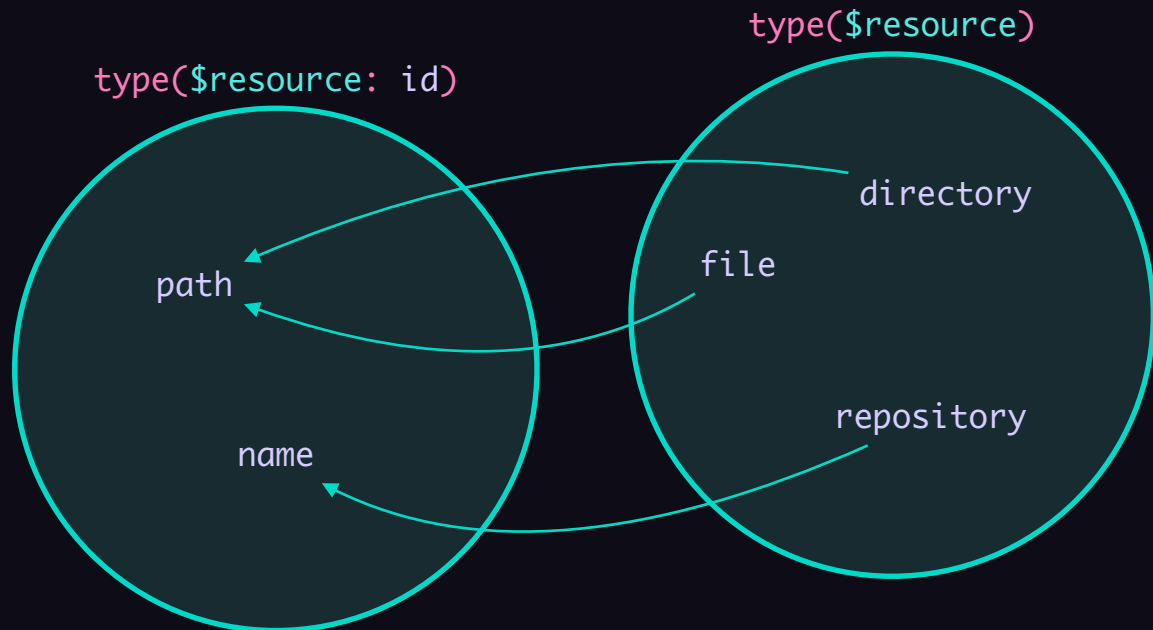 type($resource)
type($resource: id)
directory
file
path
repository
name